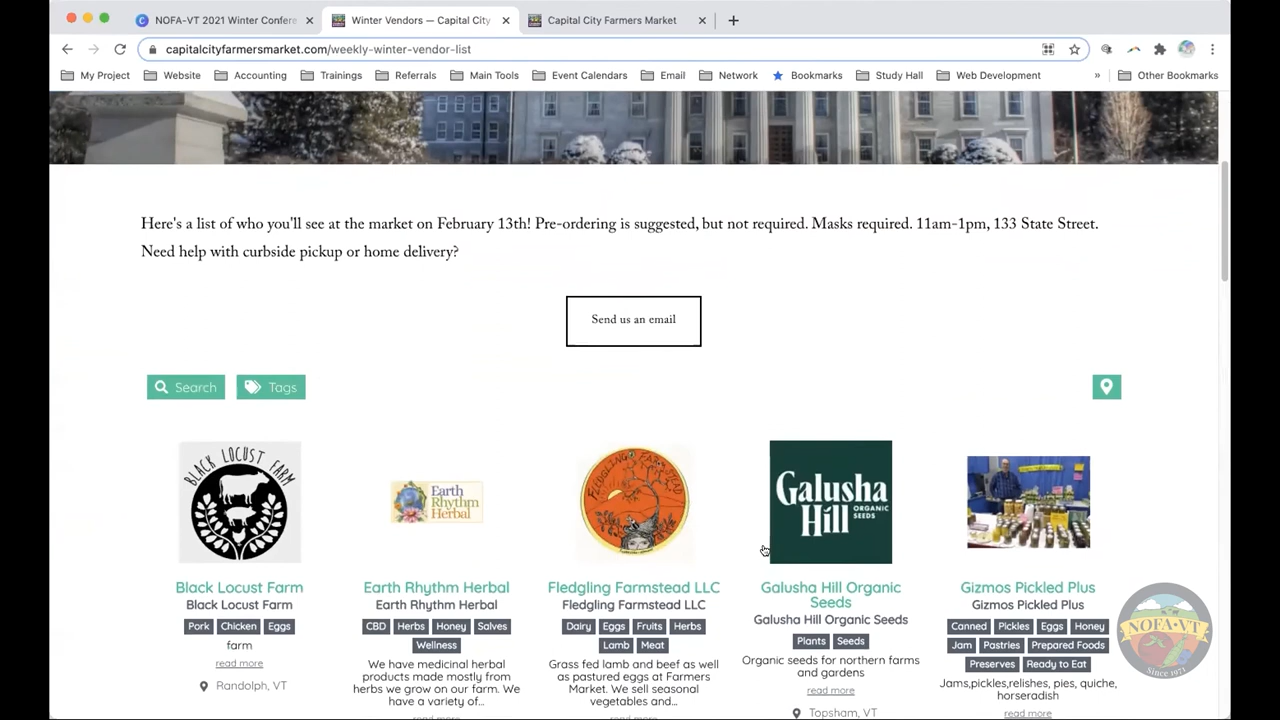 NOFA-VT 2021 Winter Confere
Winter Vendors — Capital City
Capital City Farmers Market
capitalcityfarmersmarket.com/weekly-winter-vendor-list
My Project
Website
Accounting
Trainings
Referrals
Main Tools
Event Calendars
Email
Network
Bookmarks
Study Hall
Web Development
»
Other Bookmarks
Here's a list of who you'll see at the market on February 13th! Pre-ordering is suggested, but not required. Masks required. 11am-1pm, 133 State Street.
Need help with curbside pickup or home delivery?
Send us an email
Search
Tags
BLACK LOCUST FARM
Black Locust Farm
Black Locust Farm
Pork Chicken Eggs
farm
read more
Randolph, VT
Earth
Rhythm
Herbal
Earth Rhythm Herbal
Earth Rhythm Herbal
CBD Herbs Honey Salves
Wellness
We have medicinal herbal
products made mostly from
herbs we grow on our farm. We
have a variety of...
read more
FLEDGLING FARMSTEAD
Fledgling Farmstead LLC
Fledgling Farmstead LLC
Dairy Eggs Fruits Herbs
Lamb Meat
Grass fed lamb and beef as well
as pastured eggs at Farmers
Market. We sell seasonal
vegetables and...
read more
Galusha
Hill ORGANIC
SEEDS
Galusha Hill Organic
Seeds
Galusha Hill Organic Seeds
Plants Seeds
Organic seeds for northern farms
and gardens
read more
Topsham, VT
Gizmos Pickled Plus
Gizmos Pickled Plus
Canned Pickles Eggs Honey
Jam Pastries Prepared Foods
Preserves Ready to Eat
Jams,pickles,relishes, pies, quiche,
horseradish
read more
NOFA-VT
Since 1971